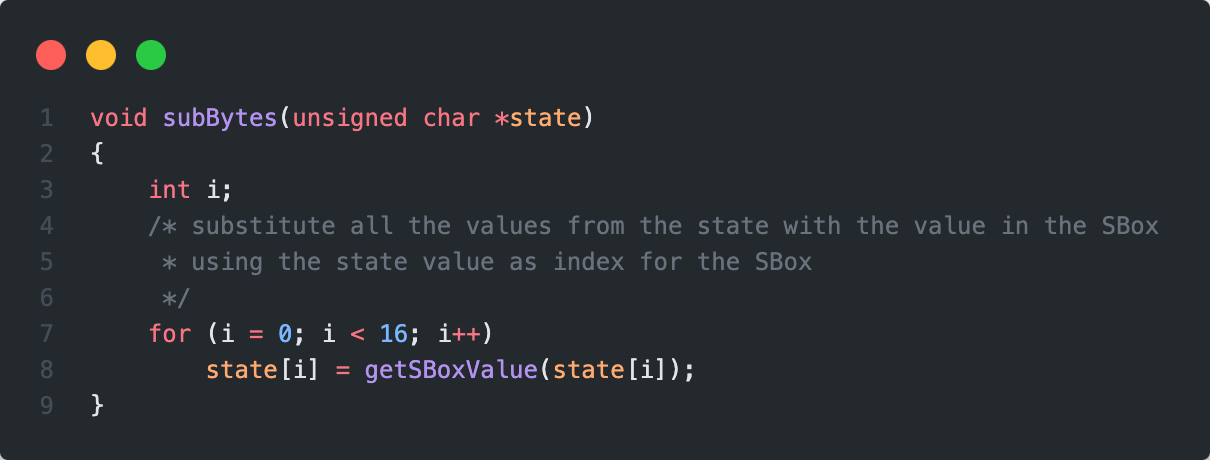 1 void subBytes(unsigned char *state)
2 {
3     int i;
4     /* substitute all the values from the state with the value in the SBox
5      * using the state value as index for the SBox
6      */
7     for (i = 0; i < 16; i++)
8         state[i] = getSBoxValue(state[i]);
9 }